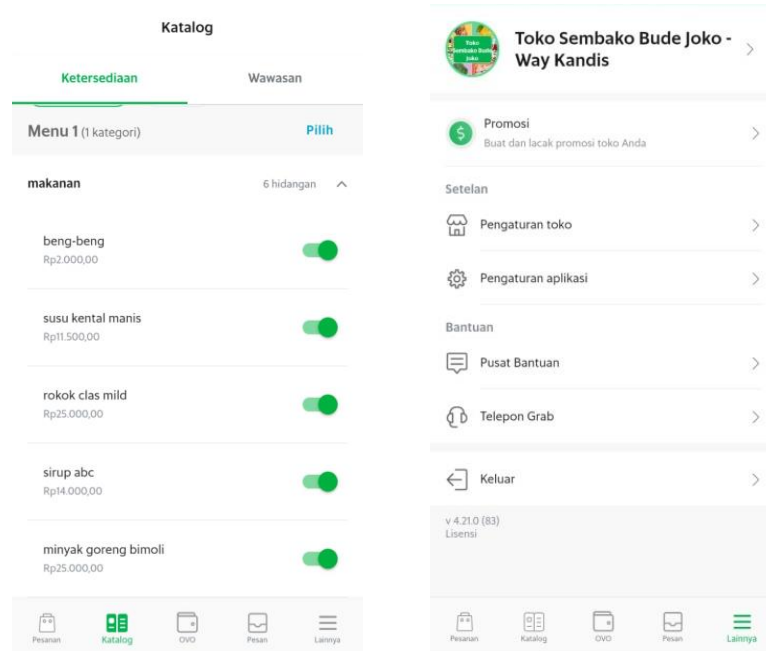 Katalog
Ketersediaan
Wawasan
Menu 1 (1 kategori)
Pilih
makanan
6 hidangan
beng-beng
Rp2.000,00
susu kental manis
Rp11.500,00
rokok clas mild
Rp25.000,00
sirup abc
Rp14.000,00
minyak goreng bimoli
Rp25.000,00
Pesanan
Katalog
OVO
Pesan
Lainnya
Toko
Sembako Bude
Joko
Toko Sembako Bude Joko -
Way Kandis
Promosi
Buat dan lacak promosi toko Anda
Setelan
Pengaturan toko
Pengaturan aplikasi
Bantuan
Pusat Bantuan
Telepon Grab
Keluar
v 4.21.0 (83)
Lisensi
Pesanan
Katalog
OVO
Pesan
Lainnya